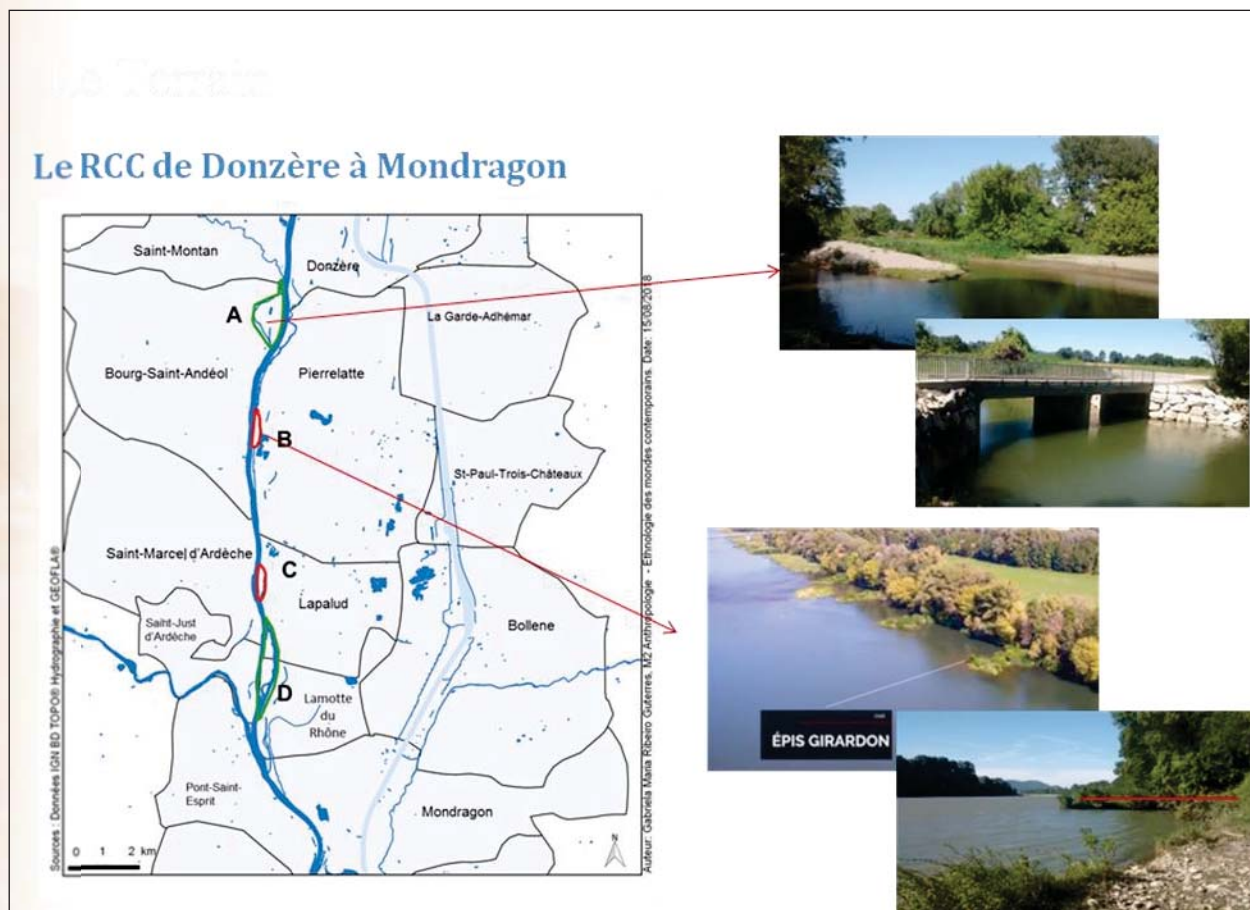 Le Terrain
Le RCC de Donzère à Mondragon
Saint-Montan
Donzère
A
La Garde-Adhémar
Bourg-Saint-Andéol
Pierrelatte
B
St-Paul-Trois-Châteaux
Saint-Marcel d'Ardèche
C
Lapalud
Saint-Just
d'Ardèche
Bollene
D
Lamotte
du
Rhône
Pont-Saint-
Esprit
Mondragon
N
0 1 2 km
Sources : Données IGN BD TOPO® Hydrographie et GEOFLA®
Auteur: Gabriela Maria Ribeiro Guterres, M2 Anthropologie - Ethnologie des mondes contemporains. Date: 15/08/2018
ÉPIS GIRARDON